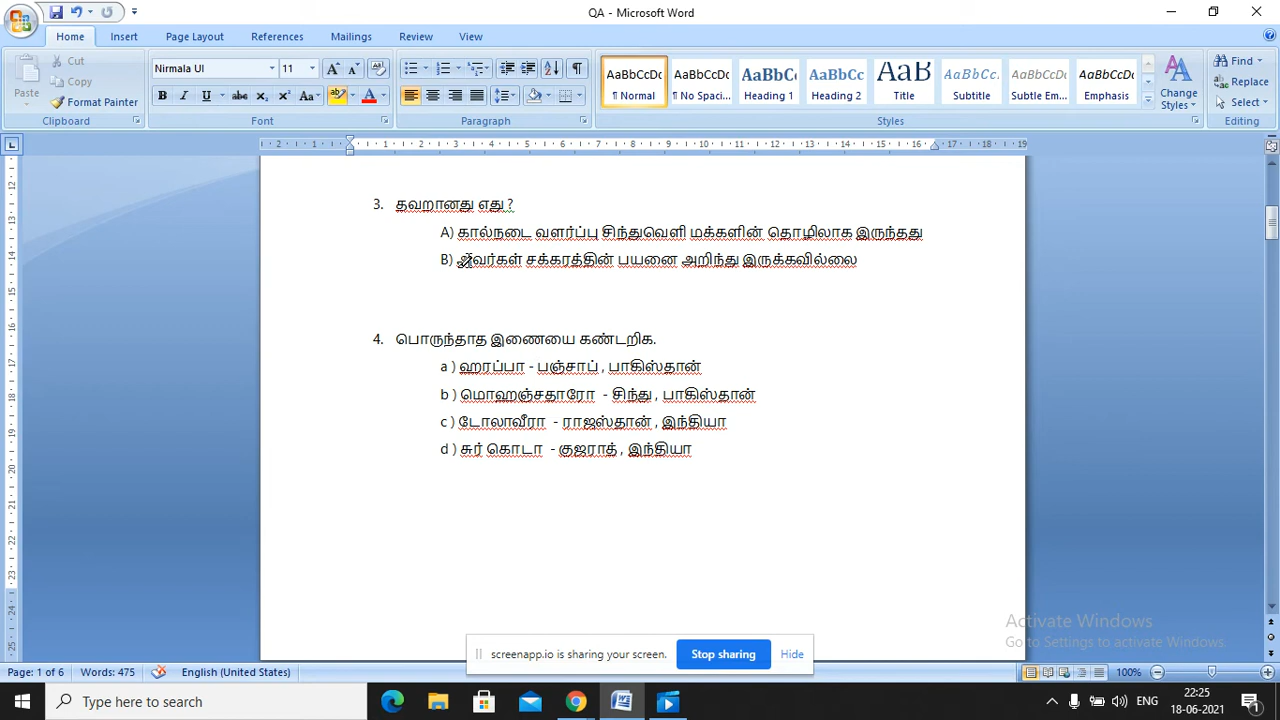 QA - Microsoft Word
Home Insert Page Layout References Mailings Review View
Cut
Copy
Paste
Format Painter
Clipboard
Nirmala UI 11
Font
Paragraph
AaBbCcDc AaBbCcDc AaBbCc AaBbCc AaB AaBbCc. AaBbCcDc AaBbCcDc
¶ Normal ¶ No Spaci... Heading 1 Heading 2 Title Subtitle Subtle Em... Emphasis
Change Styles
Styles
Find
Replace
Select
Editing
3. தவறானது எது ?
A) கால்நடை வளர்ப்பு சிந்துவெளி மக்களின் தொழிலாக இருந்தது
B) அவர்கள் சக்கரத்தின் பயனை அறிந்து இருக்கவில்லை
4. பொருந்தாத இணையை கண்டறிக.
a ) ஹரப்பா - பஞ்சாப் , பாகிஸ்தான்
b ) மொஹஞ்சதாரோ - சிந்து , பாகிஸ்தான்
c ) டோலாவீரா - ராஜஸ்தான் , இந்தியா
d ) சுர் கொடா - குஜராத் , இந்தியா
Activate Windows
Go to Settings to activate Windows.
screenapp.io is sharing your screen. Stop sharing Hide
Page: 1 of 6 Words: 475 English (United States) 100%
Type here to search
ENG
22:25
18-06-2021